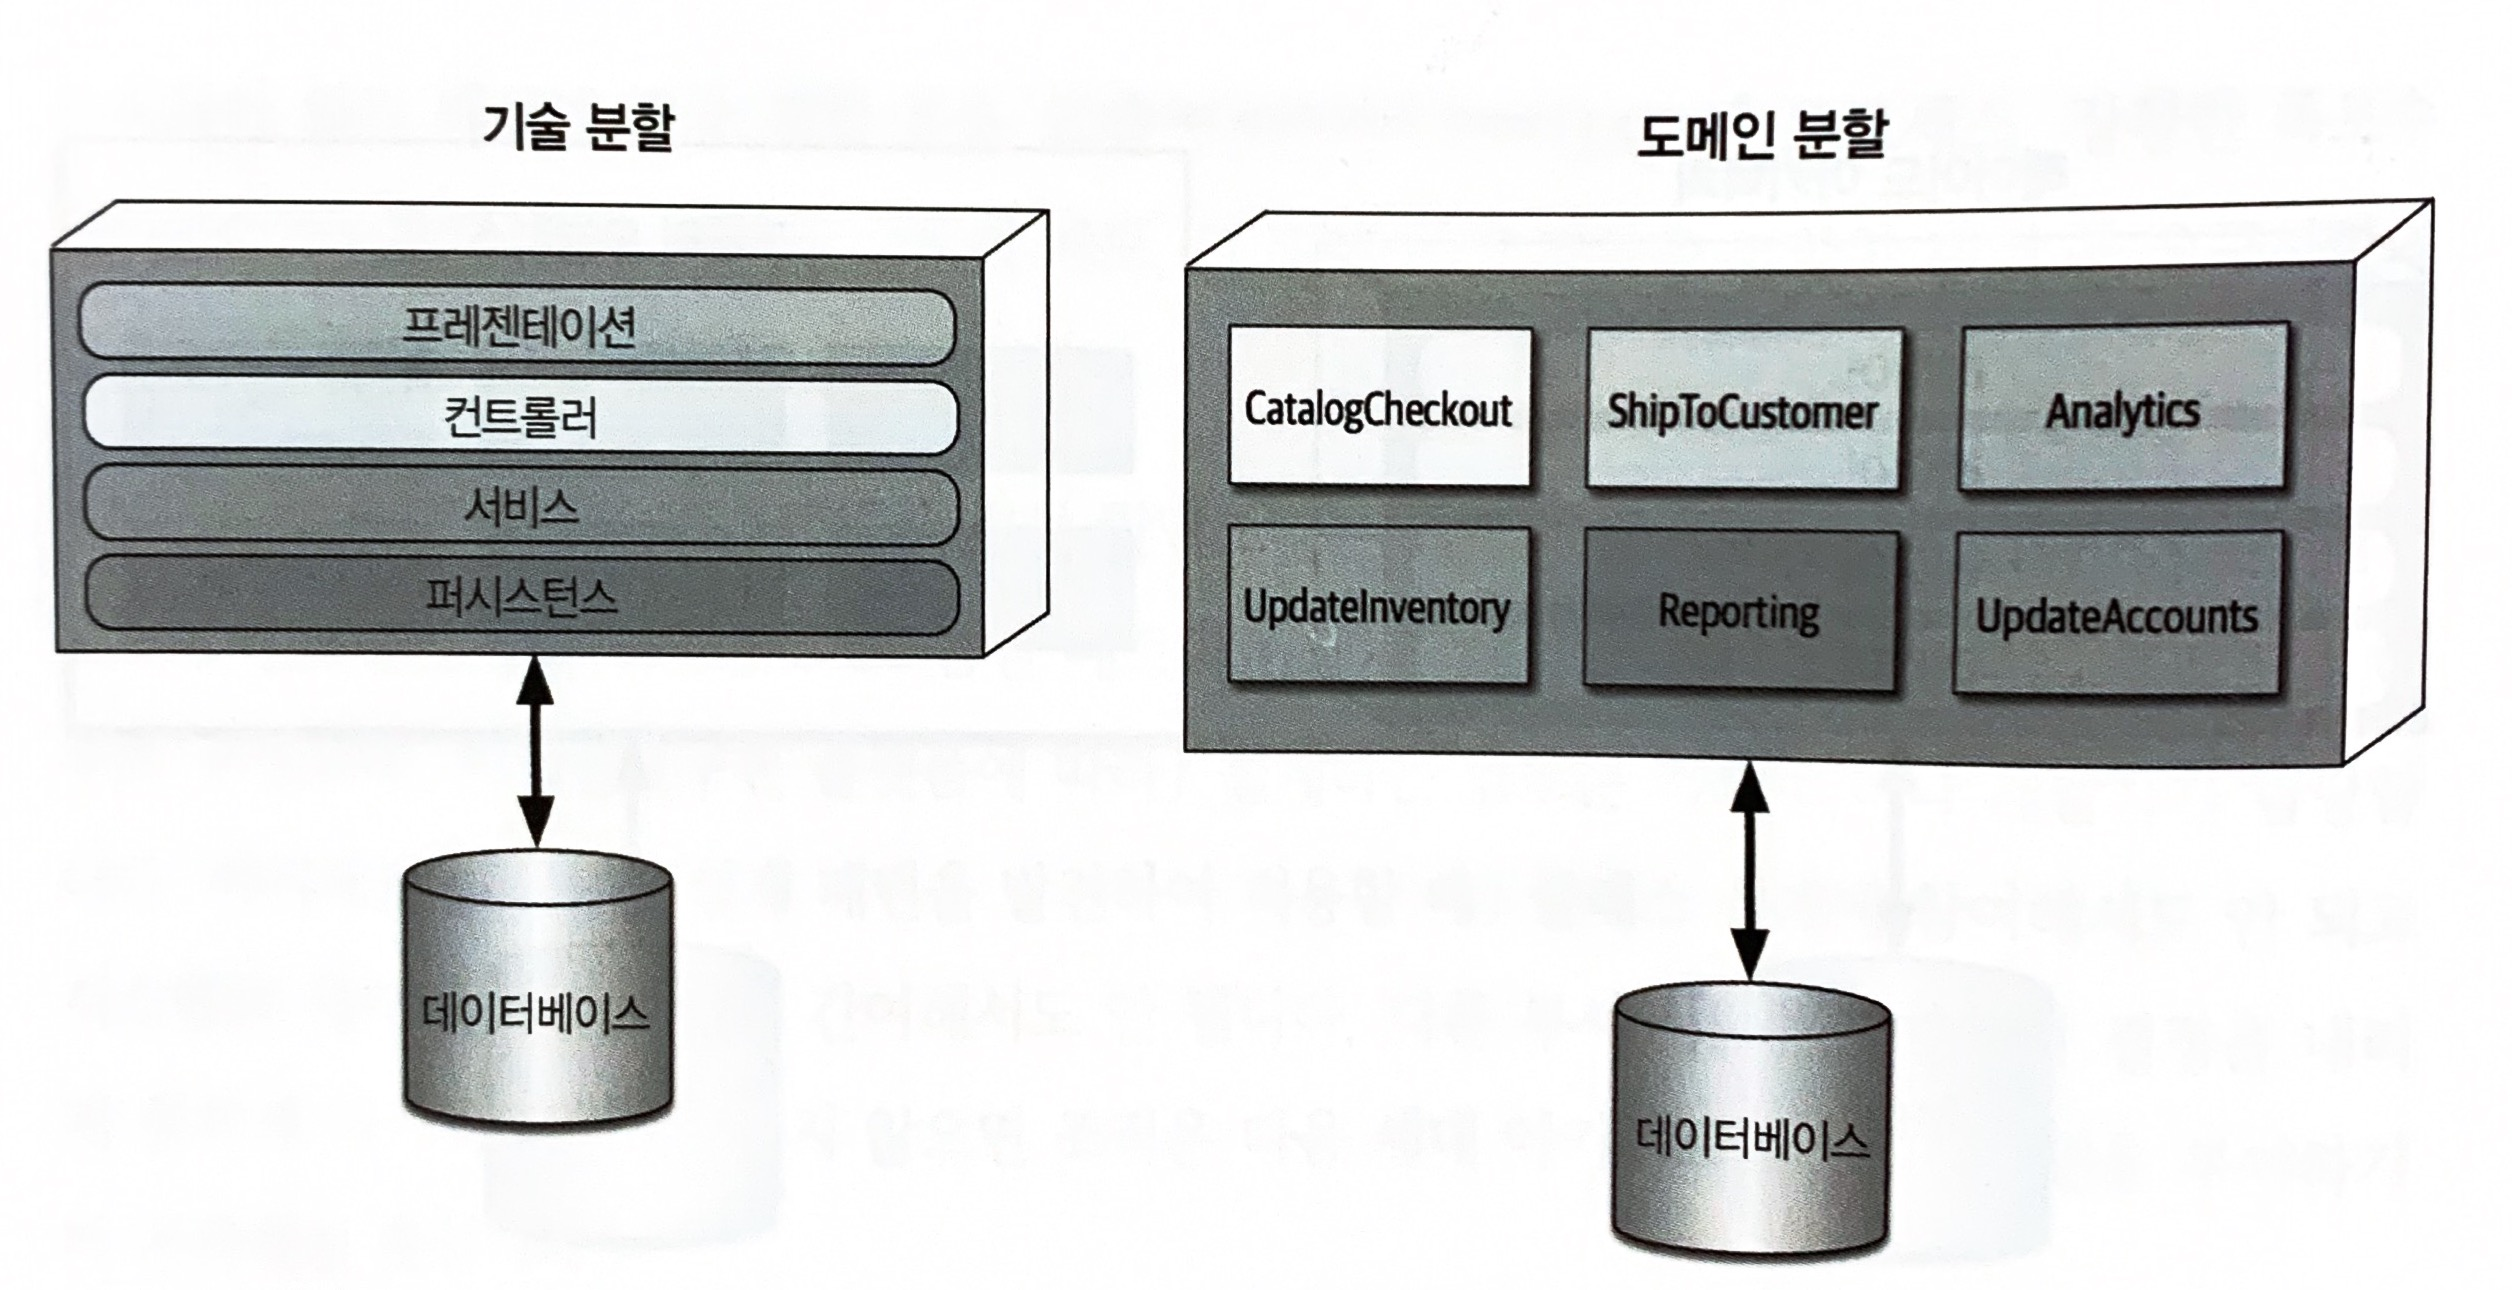 기술 분할
프레젠테이션
컨트롤러
서비스
퍼시스턴스
데이터베이스
도메인 분할
CatalogCheckout
ShipToCustomer
Analytics
UpdateInventory
Reporting
UpdateAccounts
데이터베이스